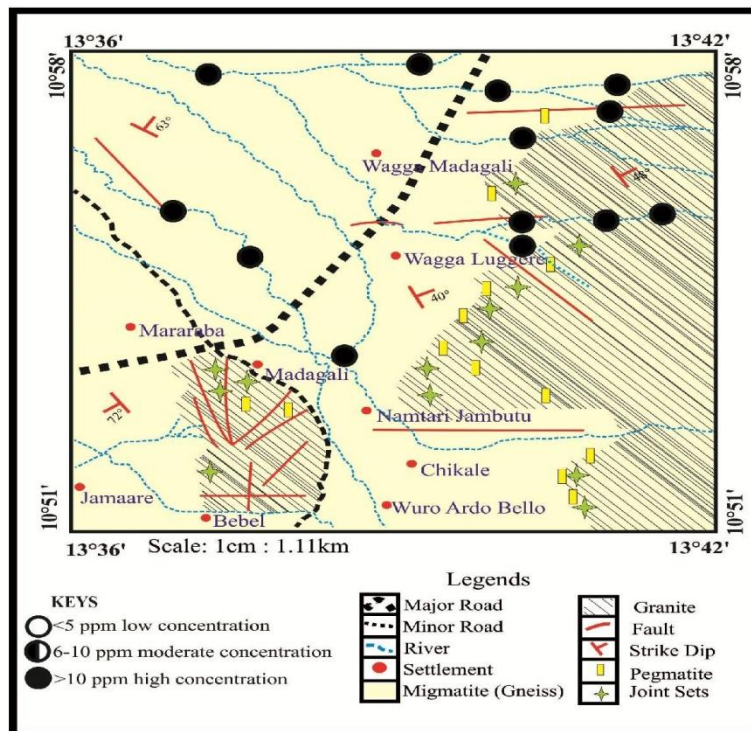 13°36' 13°42'
10°58' 10°58'
63°
Wagga Madagali
48°
Wagga Luggere
40°
Mararaba
Madagali
72°
Namtari Jambutu
Chikale
Jamaare
Wuro Ardo Bello
Bebel
10°51' 10°51'
13°36' 13°42'
Scale: 1cm : 1.11km
Legends
KEYS
<5 ppm low concentration
6-10 ppm moderate concentration
>10 ppm high concentration
Major Road
Minor Road
River
Settlement
Migmatite (Gneiss)
Granite
Fault
Strike Dip
Pegmatite
Joint Sets